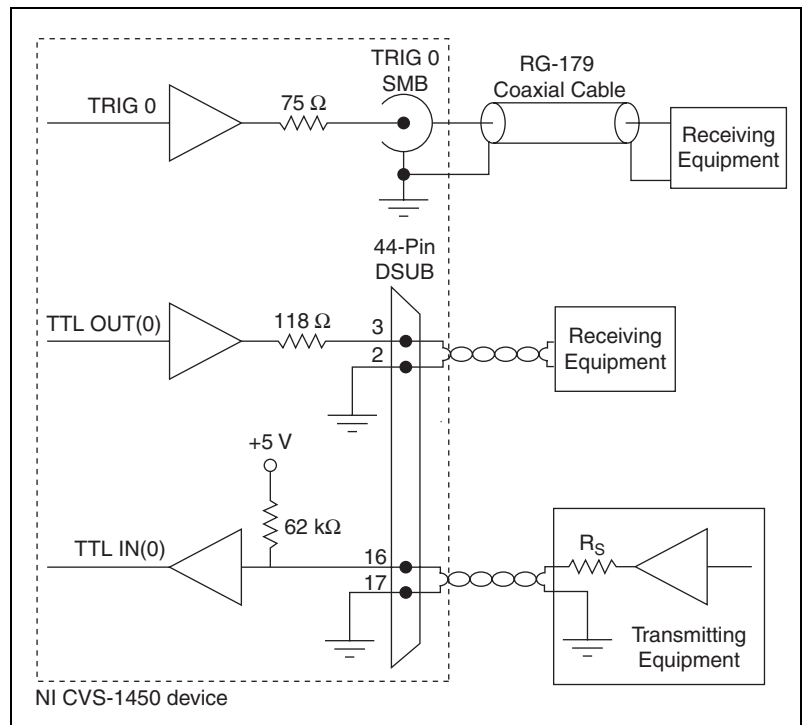 TRIG 0
SMB
RG-179
Coaxial Cable
TRIG 0
75 Ω
Receiving
Equipment
44-Pin
DSUB
TTL OUT(0)
118 Ω
3
2
Receiving
Equipment
+5 V
62 kΩ
TTL IN(0)
16
17
RS
Transmitting
Equipment
NI CVS-1450 device